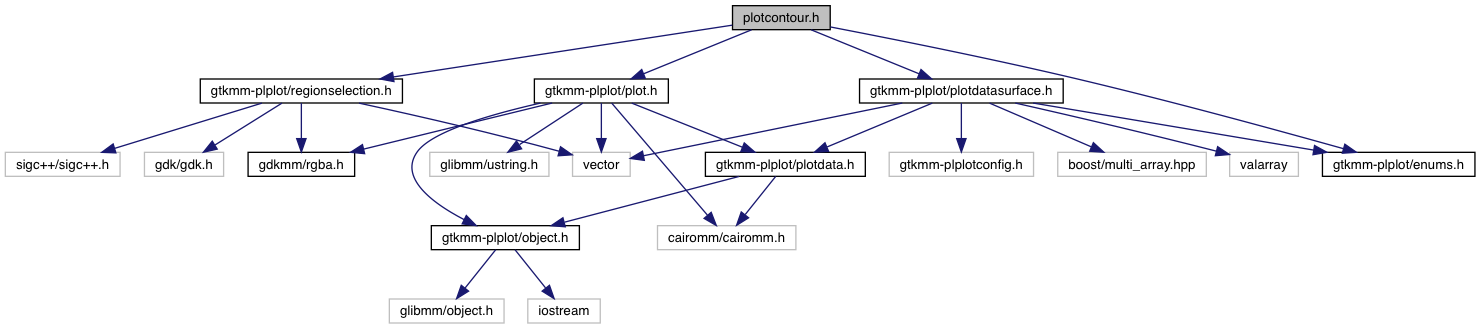 plotcontour.h
gtkmm-plplot/regionselection.h
gtkmm-plplot/plot.h
gtkmm-plplot/plotdatasurface.h
sigc++/sigc++.h
gdk/gdk.h
gdkmm/rgba.h
glibmm/ustring.h
vector
gtkmm-plplot/plotdata.h
gtkmm-plplotconfig.h
boost/multi_array.hpp
valarray
gtkmm-plplot/enums.h
gtkmm-plplot/object.h
cairomm/cairomm.h
glibmm/object.h
iostream